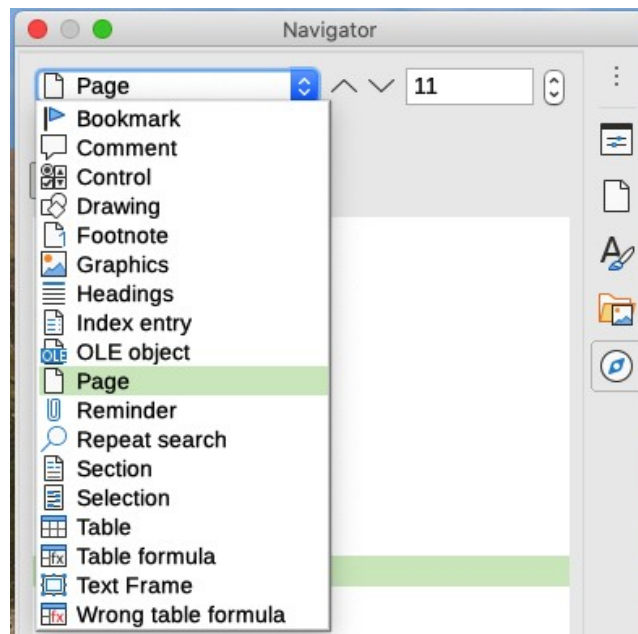 Navigator
Page
11
Bookmark
Comment
Control
Drawing
Footnote
Graphics
Headings
Index entry
OLE object
Page
Reminder
Repeat search
Section
Selection
Table
Table formula
Text Frame
Wrong table formula